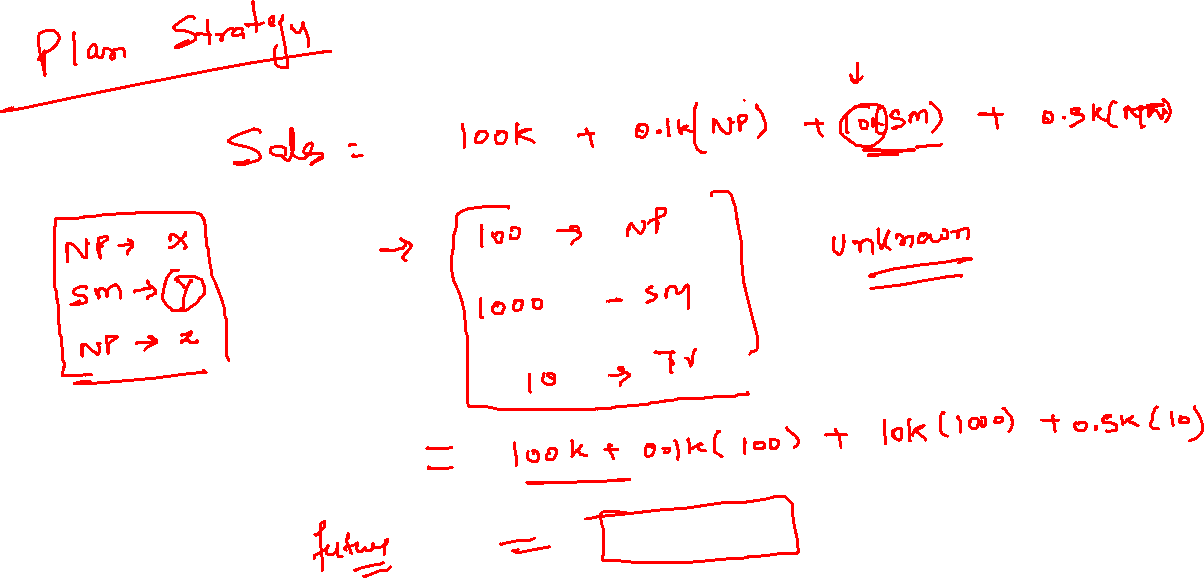 Plan Strategy
Sales = 100K + 0.1K(NP) + 10K(SM) + 0.5K(
NP → x
SM → Y
NP → z
→ 100 → NP
1000 - SM
10 → TV
Unknown
= 100K + 0.1K(100) + 10K(1000) + 0.5K(10)
future =